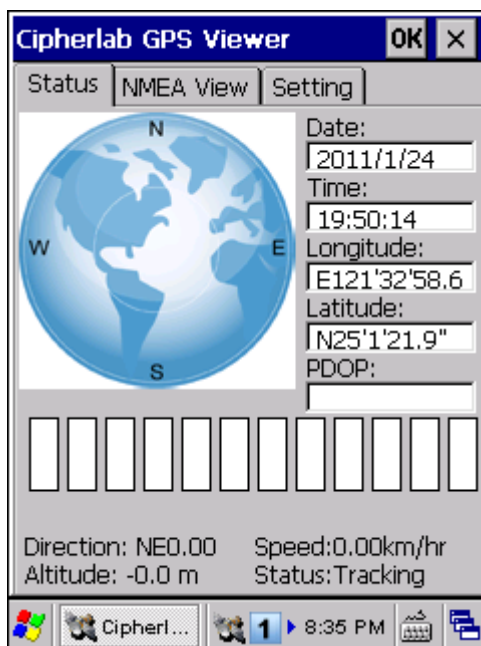 Cipherlab GPS Viewer OK ×
Status NMEA View Setting
N
W
E
S
Date:
2011/1/24
Time:
19:50:14
Longitude:
E121'32'58.6
Latitude:
N25'1'21.9"
PDOP:
Direction: NE0.00 Speed:0.00km/hr
Altitude: -0.0 m Status:Tracking
Cipherl... 1 8:35 PM